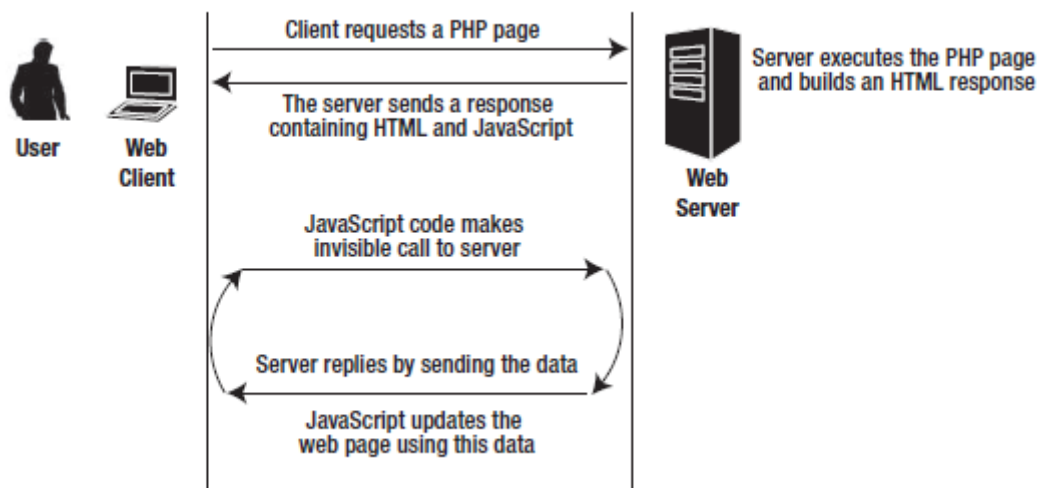 Client requests a PHP page
Server executes the PHP page
and builds an HTML response
The server sends a response
containing HTML and JavaScript
User
Web
Client
Web
Server
JavaScript code makes
invisible call to server
Server replies by sending the data
JavaScript updates the
web page using this data